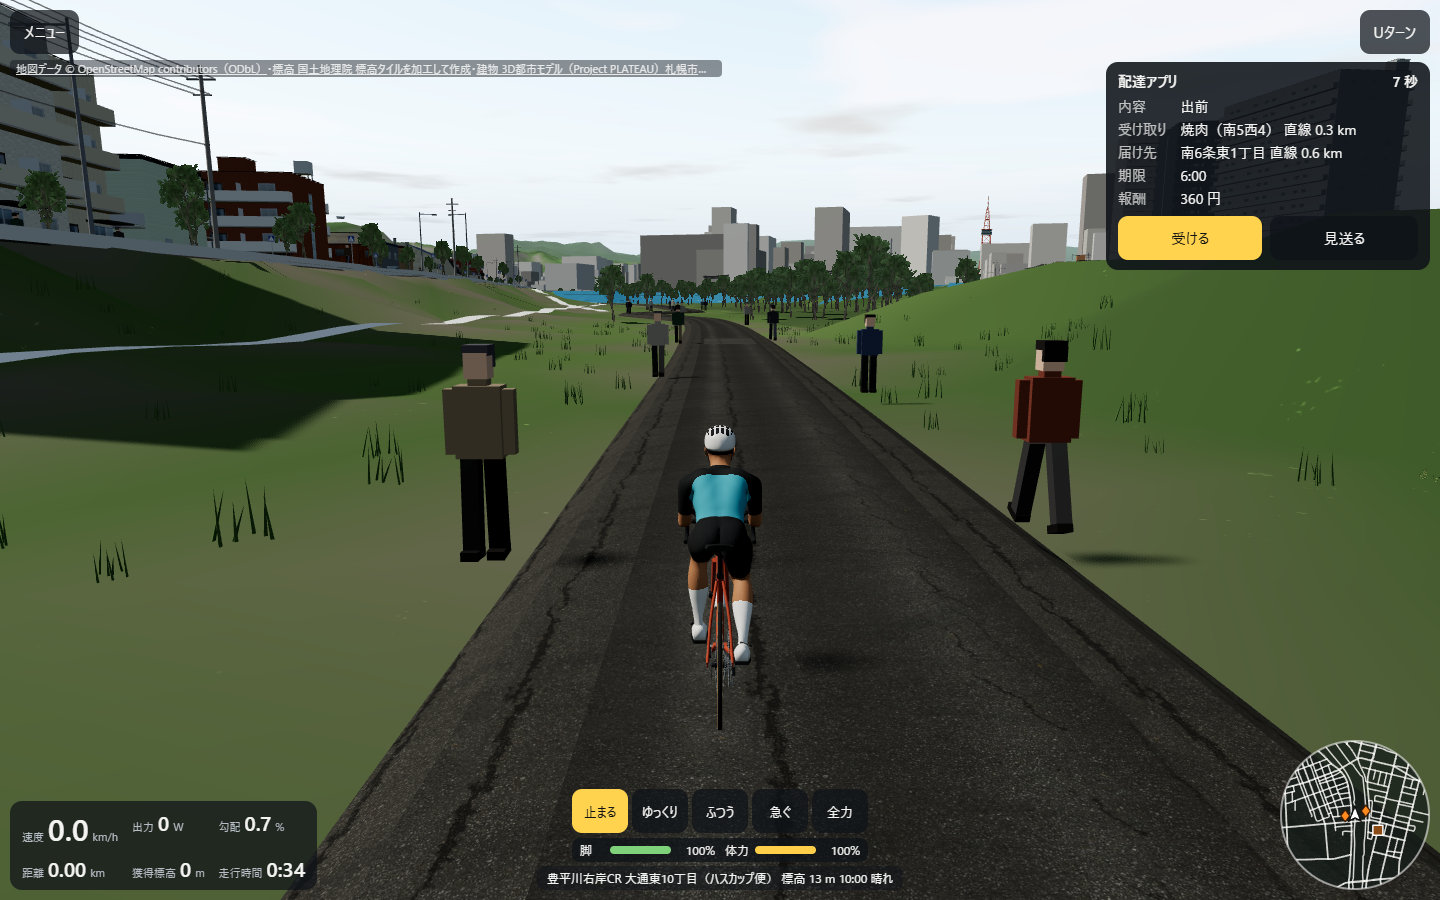 メニュー
Uターン
地図データ © OpenStreetMap contributors（ODbL）・標高 国土地理院 標高タイルを加工して作成・建物 3D都市モデル（Project PLATEAU）札幌市...
配達アプリ 7 秒
内容 出前
受け取り 焼肉（南5西4） 直線 0.3 km
届け先 南6条東1丁目 直線 0.6 km
期限 6:00
報酬 360 円
受ける 見送る
速度 0.0 km/h 出力 0 W 勾配 0.7 %
距離 0.00 km 獲得標高 0 m 走行時間 0:34
止まる ゆっくり ふつう 急ぐ 全力
脚 100% 体力 100%
豊平川右岸CR 大通東10丁目（ハスカップ便） 標高 13 m 10:00 晴れ